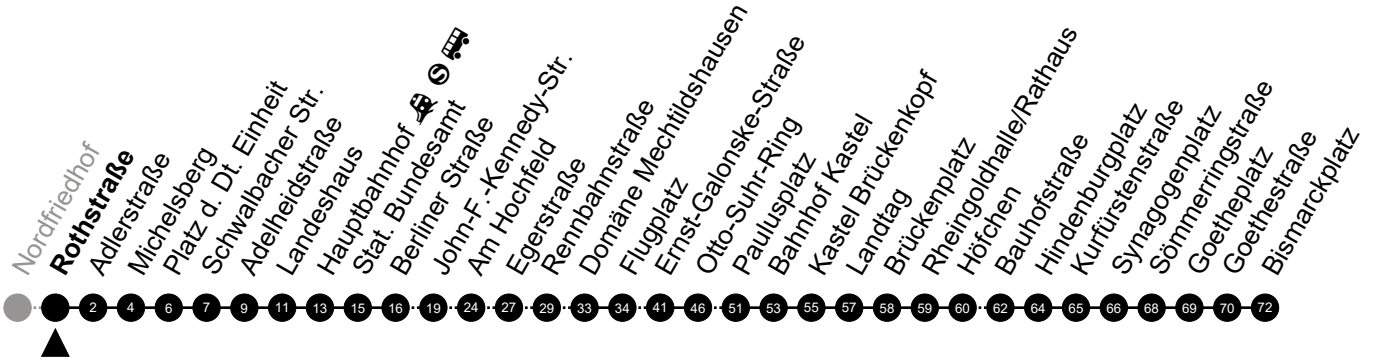 Nordfriedhof
Rothstraße
Adlerstraße
Michelsberg
Platz d. Dt. Einheit
Schwalbacher Str.
Adelheidstraße
Landeshaus
Hauptbahnhof S
Stat. Bundesamt
Berliner Straße
John-F.-Kennedy-Str.
Am Hochfeld
Egerstraße
Rennbahnstraße
Domäne Mechtildshausen
Flugplatz
Ernst-Galonske-Straße
Otto-Suhr-Ring
Paulusplatz
Bahnhof Kastel
Kastel Brückenkopf
Landtag
Brückenplatz
Rheingoldhalle/Rathaus
Höfchen
Bauhofstraße
Hindenburgplatz
Kurfürstenstraße
Synagogenplatz
Sömmerringstraße
Goetheplatz
Goethestraße
Bismarckplatz
2 4 6 7 9 11 13 15 16 19 24 27 29 33 34 41 46 51 53 55 57 58 59 60 62 64 65 66 68 69 70 72